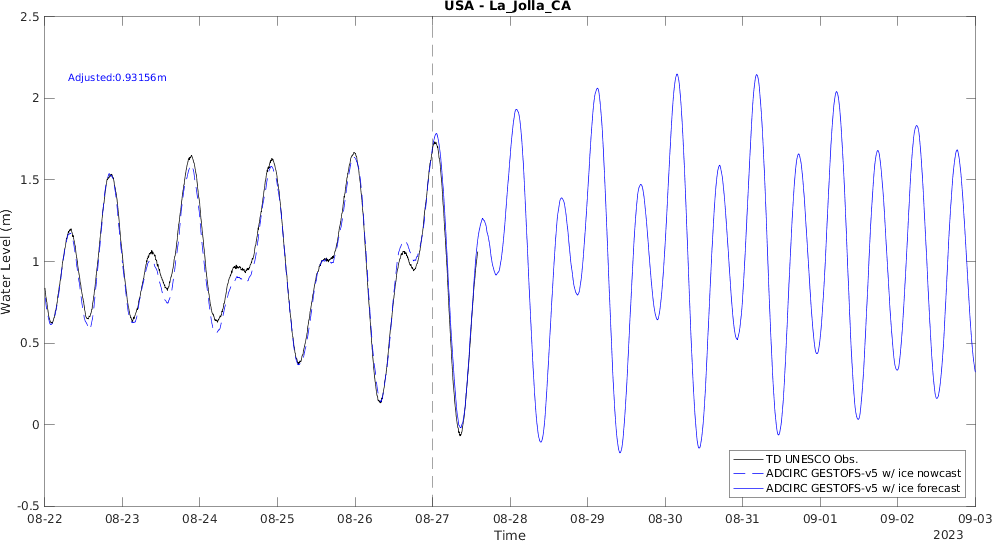 USA - La_Jolla_CA
Adjusted:0.93156m
Water Level (m)
2.5
2
1.5
1
0.5
0
-0.5
TD UNESCO Obs.
ADCIRC GESTOFS-v5 w/ ice nowcast
ADCIRC GESTOFS-v5 w/ ice forecast
08-22 08-23 08-24 08-25 08-26 08-27 08-28 08-29 08-30 08-31 09-01 09-02 09-03
Time
2023